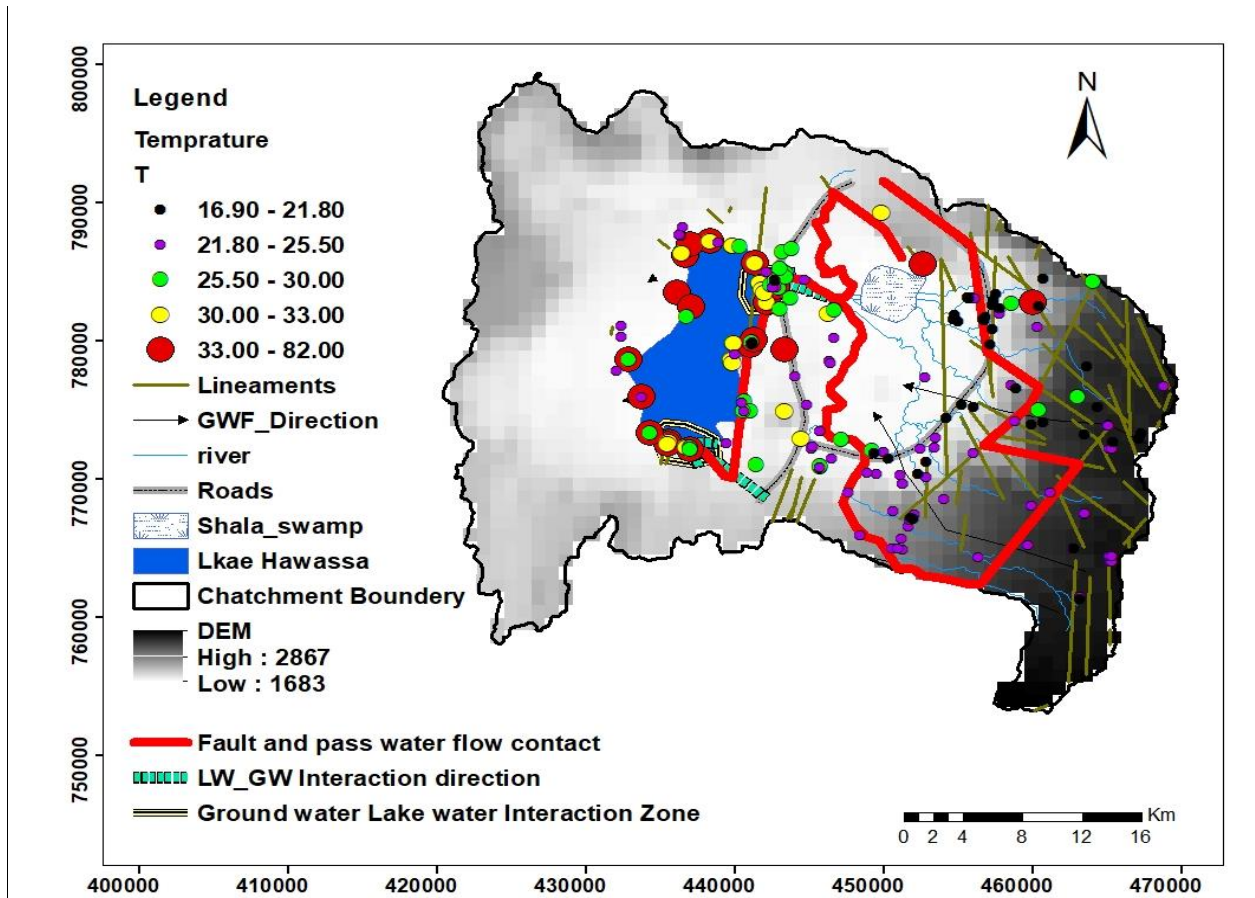 Legend
Temprature
T
16.90 - 21.80
21.80 - 25.50
25.50 - 30.00
30.00 - 33.00
33.00 - 82.00
Lineaments
GWF_Direction
river
Roads
Shala_swamp
Lkae Hawassa
Chatchment Boundery
DEM
High : 2867
Low : 1683
Fault and pass water flow contact
LW_GW Interaction direction
Ground water Lake water Interaction Zone
N
Km
0 2 4 8 12 16
800000
790000
780000
770000
760000
750000
400000 410000 420000 430000 440000 450000 460000 470000